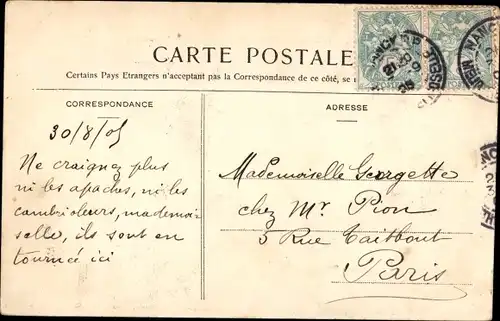 CARTE POSTALE
Certains Pays Etrangers n'acceptant pas la Correspondance de ce côté, se
CORRESPONDANCE
ADRESSE
30/8/05
Ne craignez plus
ni les apaches, ni les
cambrioleurs, mademoi-
selle, ils sont en
tournée ici
Mademoiselle Georgette
chez Mr Pion
5 Rue Taitbout
Paris